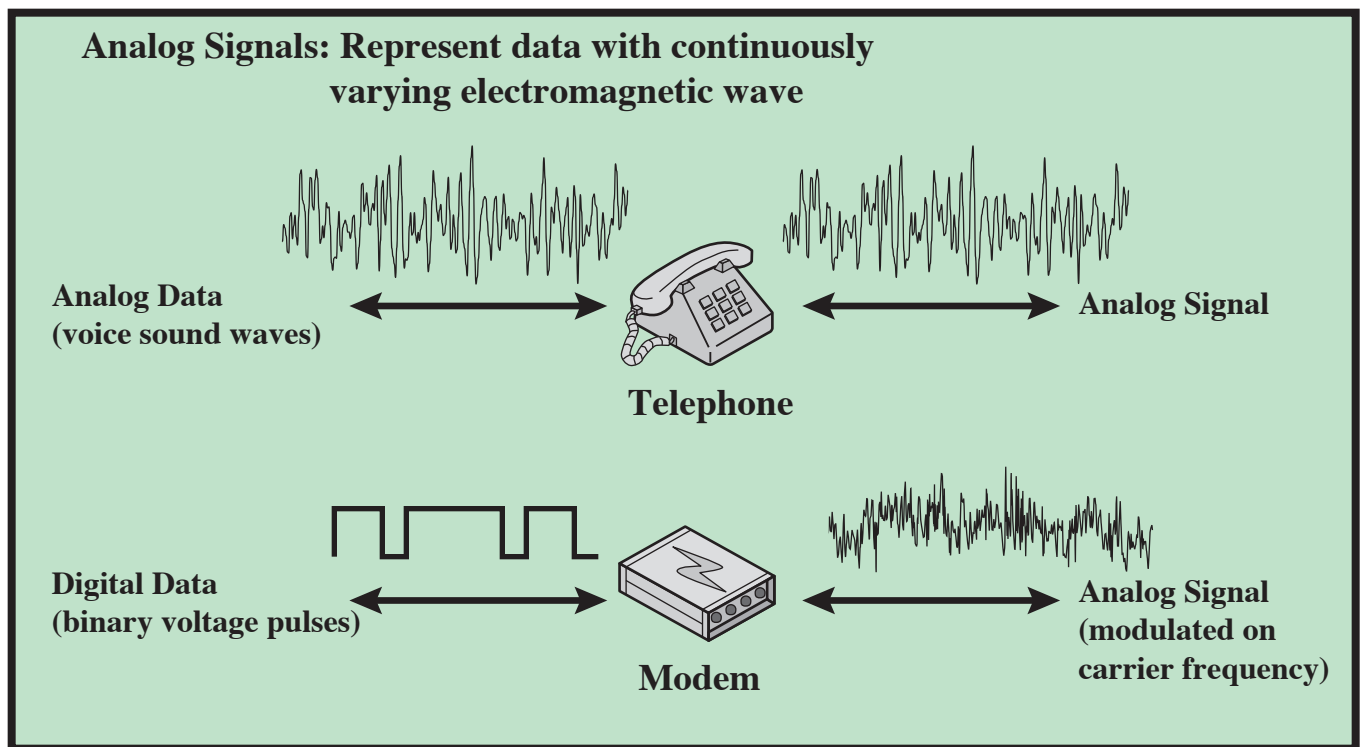 Analog Signals: Represent data with continuously
varying electromagnetic wave
Analog Data
(voice sound waves)
Analog Signal
Telephone
Digital Data
(binary voltage pulses)
Analog Signal
(modulated on
carrier frequency)
Modem